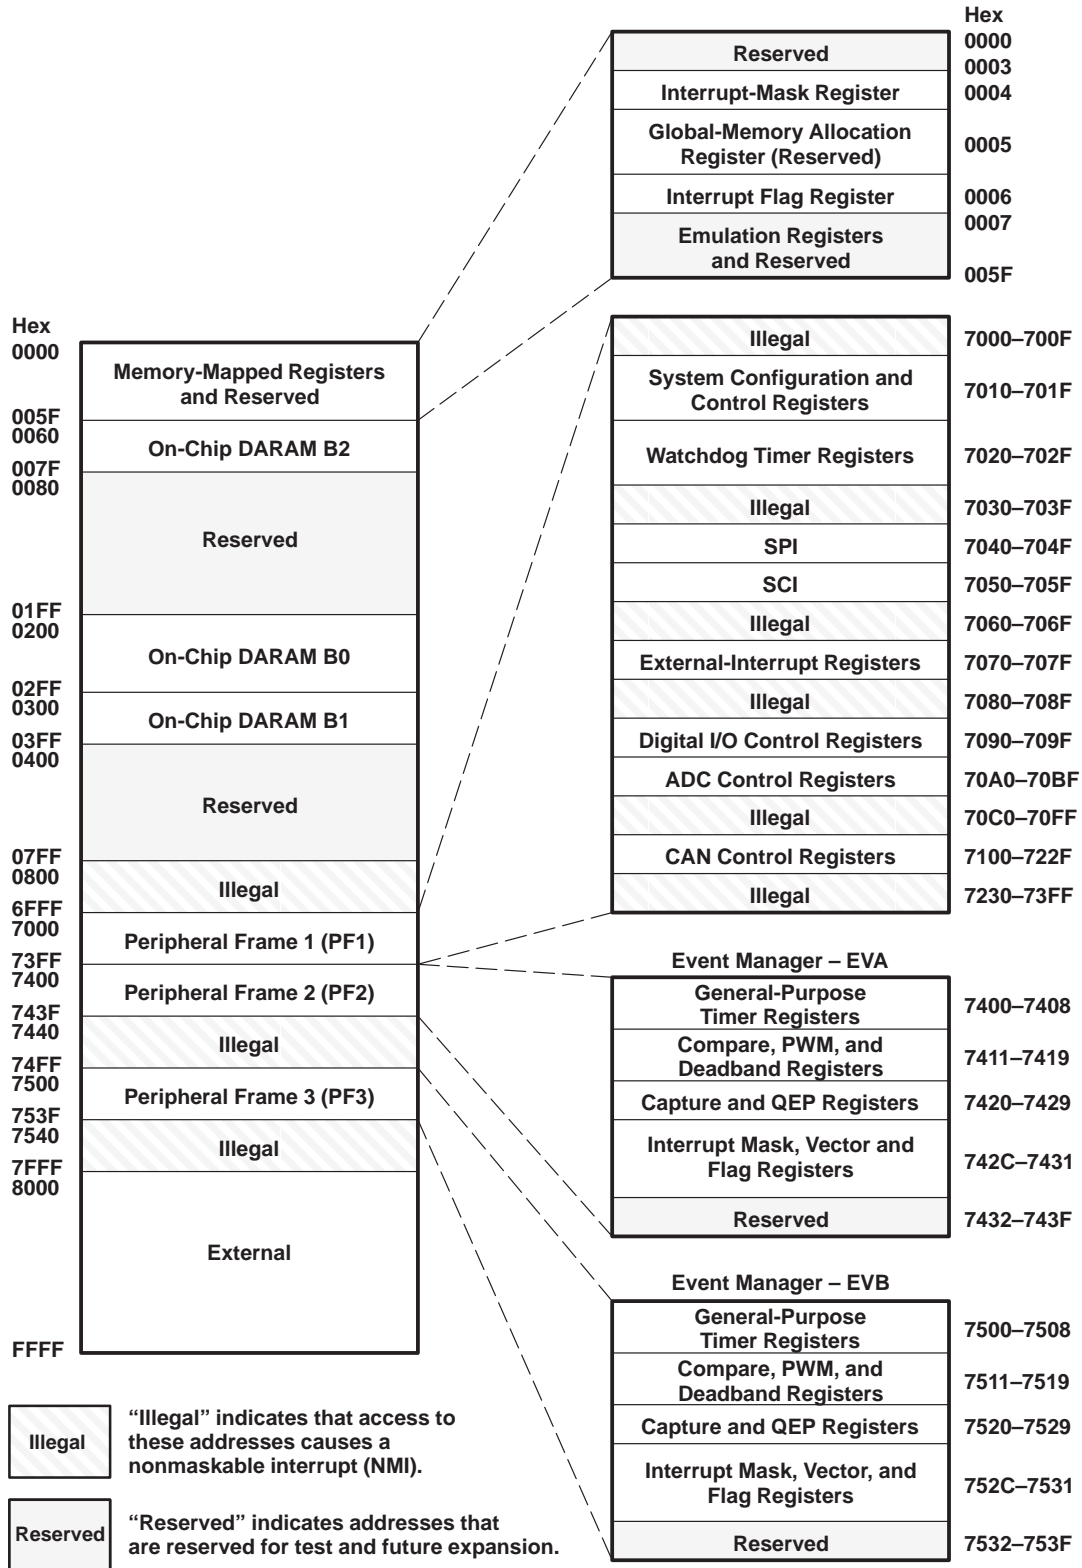 Hex
0000
Reserved
0003
Interrupt-Mask Register
0004
Global-Memory Allocation
Register (Reserved)
0005
Interrupt Flag Register
0006
0007
Emulation Registers
and Reserved
005F
Hex
0000
Memory-Mapped Registers
and Reserved
005F
0060
On-Chip DARAM B2
007F
0080
Reserved
01FF
0200
On-Chip DARAM B0
02FF
0300
On-Chip DARAM B1
03FF
0400
Reserved
07FF
0800
Illegal
6FFF
7000
Peripheral Frame 1 (PF1)
73FF
7400
Peripheral Frame 2 (PF2)
743F
7440
Illegal
74FF
7500
Peripheral Frame 3 (PF3)
753F
7540
Illegal
7FFF
8000
External
FFFF
Illegal
7000–700F
System Configuration and
Control Registers
7010–701F
Watchdog Timer Registers
7020–702F
Illegal
7030–703F
SPI
7040–704F
SCI
7050–705F
Illegal
7060–706F
External-Interrupt Registers
7070–707F
Illegal
7080–708F
Digital I/O Control Registers
7090–709F
ADC Control Registers
70A0–70BF
Illegal
70C0–70FF
CAN Control Registers
7100–722F
Illegal
7230–73FF
Event Manager – EVA
General-Purpose
Timer Registers
7400–7408
Compare, PWM, and
Deadband Registers
7411–7419
Capture and QEP Registers
7420–7429
Interrupt Mask, Vector and
Flag Registers
742C–7431
Reserved
7432–743F
Event Manager – EVB
General-Purpose
Timer Registers
7500–7508
Compare, PWM, and
Deadband Registers
7511–7519
Capture and QEP Registers
7520–7529
Interrupt Mask, Vector, and
Flag Registers
752C–7531
Reserved
7532–753F
Illegal
“Illegal” indicates that access to
these addresses causes a
nonmaskable interrupt (NMI).
Reserved
“Reserved” indicates addresses that
are reserved for test and future expansion.